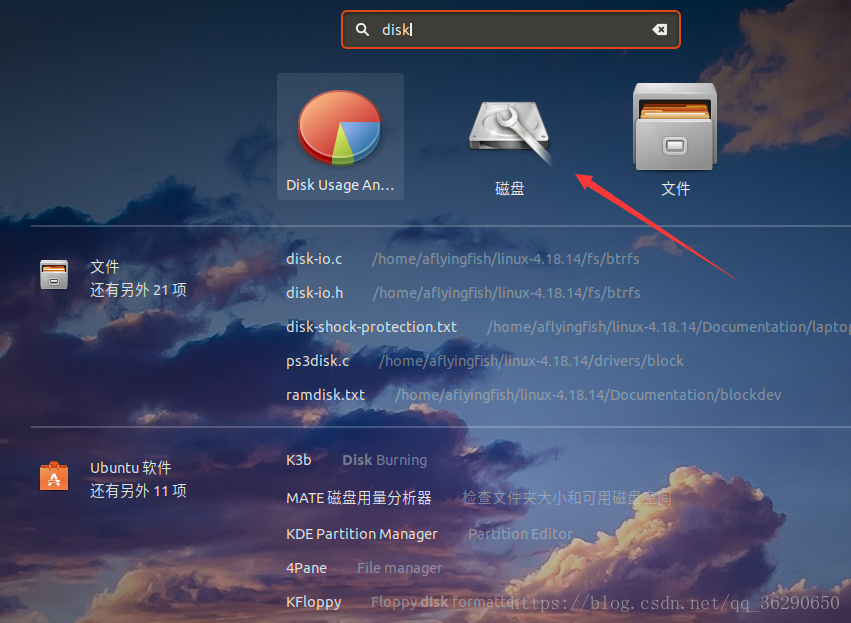 disk
Disk Usage An...
磁盘
文件
文件
还有另外 21 项
disk-io.c /home/aflyingfish/linux-4.18.14/fs/btrfs
disk-io.h /home/aflyingfish/linux-4.18.14/fs/btrfs
disk-shock-protection.txt /home/aflyingfish/linux-4.18.14/Documentation/laptop
ps3disk.c /home/aflyingfish/linux-4.18.14/drivers/block
ramdisk.txt /home/aflyingfish/linux-4.18.14/Documentation/blockdev
Ubuntu 软件
还有另外 11 项
K3b Disk Burning
MATE 磁盘用量分析器 检查文件夹大小和可用磁盘空间
KDE Partition Manager Partition Editor
4Pane File manager
KFloppy Floppy disk formatter
https://blog.csdn.net/qq_36290650